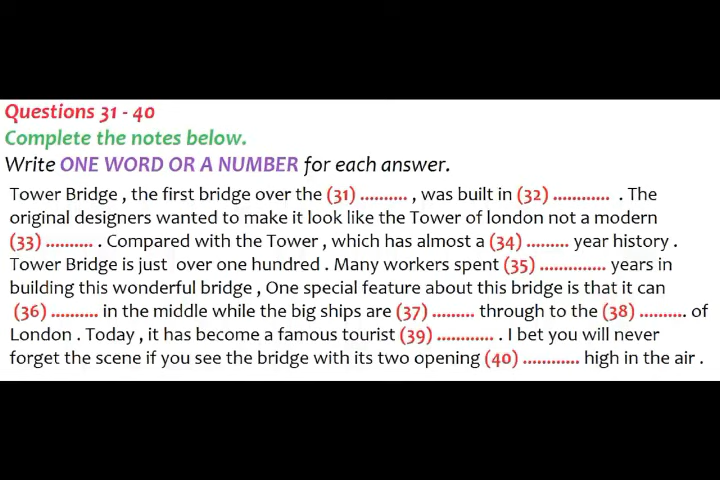 Questions 31 - 40
Complete the notes below.
Write ONE WORD OR A NUMBER for each answer.
Tower Bridge , the first bridge over the (31) .......... , was built in (32) ............ . The
original designers wanted to make it look like the Tower of london not a modern
(33) .......... . Compared with the Tower , which has almost a (34) ......... year history .
Tower Bridge is just over one hundred . Many workers spent (35) .............. years in
building this wonderful bridge , One special feature about this bridge is that it can
(36) .......... in the middle while the big ships are (37) ......... through to the (38) .......... of
London . Today , it has become a famous tourist (39) ............ . I bet you will never
forget the scene if you see the bridge with its two opening (40) ............ high in the air .